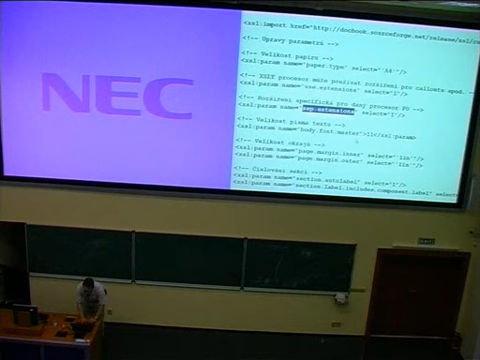 NEC
<xsl:import href="http://docbook.sourceforge.net/release/xsl/cu
<!-- Úpravy parametrů -->
<!-- Velikost papíru -->
<xsl:param name="paper.type" select="'A4'"/>
<!-- XSLT procesor může používat rozšíření pro callouts apod. -->
<xsl:param name="use.extensions" select="1"/>
<!-- Rozšíření specifická pro daný procesor FO -->
<xsl:param name="xep.extensions" select="1"/>
<!-- Velikost písma textu -->
<xsl:param name="body.font.master">11</xsl:param>
<!-- Velikost okrajů -->
<xsl:param name="page.margin.inner" select="'1in'"/>
<xsl:param name="page.margin.outer" select="'1in'"/>
<!-- Číslování sekcí -->
<xsl:param name="section.autolabel" select="1"/>
<xsl:param name="section.label.includes.component.label" select=